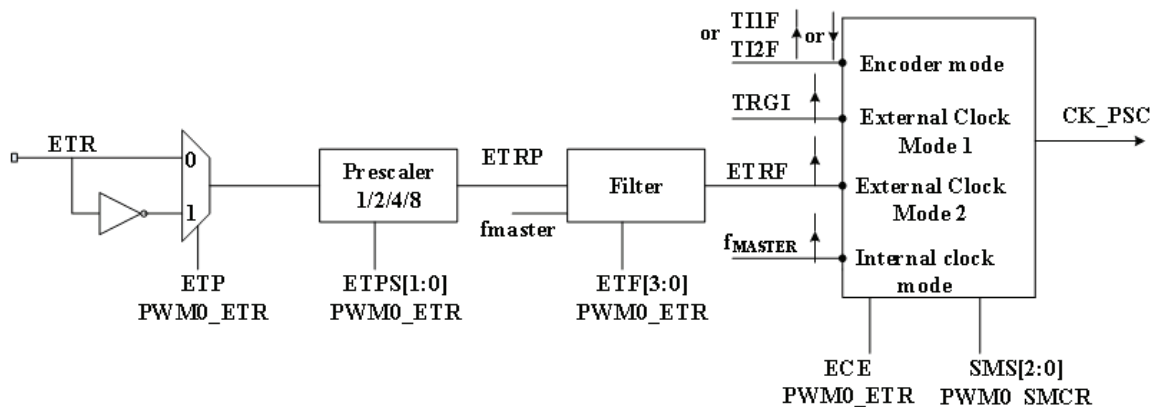 ETR
0
1
ETP
PWM0_ETR
Prescaler
1/2/4/8
ETPS[1:0]
PWM0_ETR
ETRP
fmaster
Filter
ETF[3:0]
PWM0_ETR
or TI1F or
TI2F
TRGI
ETRF
fMASTER
Encoder mode
External Clock
Mode 1
External Clock
Mode 2
Internal clock
mode
CK_PSC
ECE
PWM0_ETR
SMS[2:0]
PWM0_SMCR